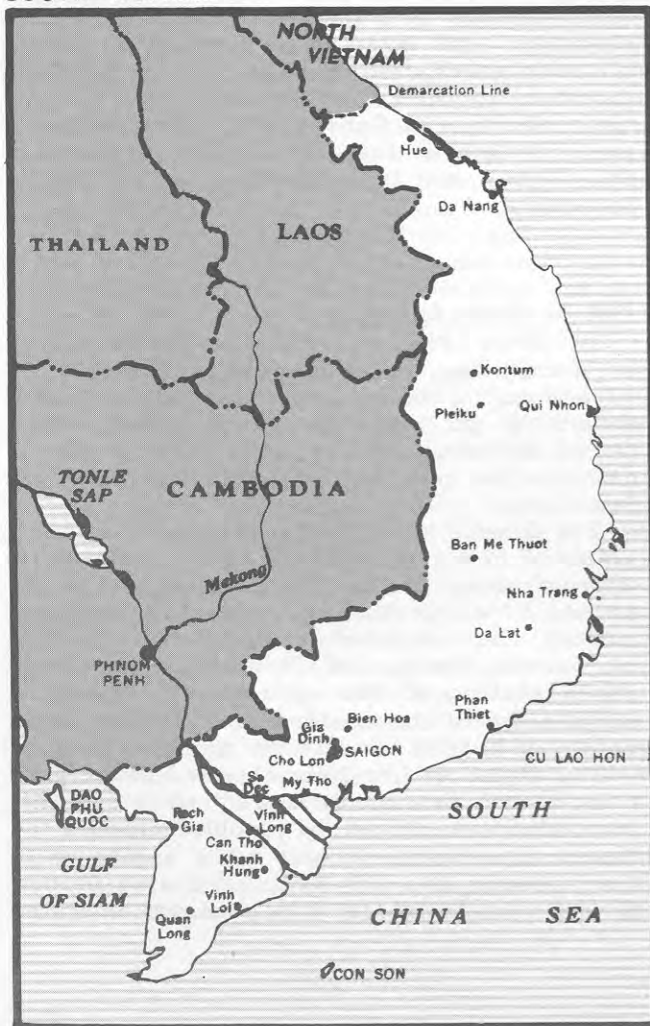 NORTH
VIETNAM
Demarcation Line
Hue
Da Nang
THAILAND
LAOS
Kontum
Pleiku
Qui Nhon
TONLE
SAP
CAMBODIA
Mekong
Ban Me Thuot
Nha Trang
Da Lat
PHNOM
PENH
Phan
Thiet
Bien Hoa
Gia
Dinh
SAIGON
Cho Lon
CU LAO HON
Sa
Dec
My Tho
DAO
PHU
QUOC
Rach
Gia
Vinh
Long
SOUTH
Can Tho
Khanh
Hung
GULF
OF SIAM
Vinh
Loi
Quan
Long
CHINA SEA
CON SON